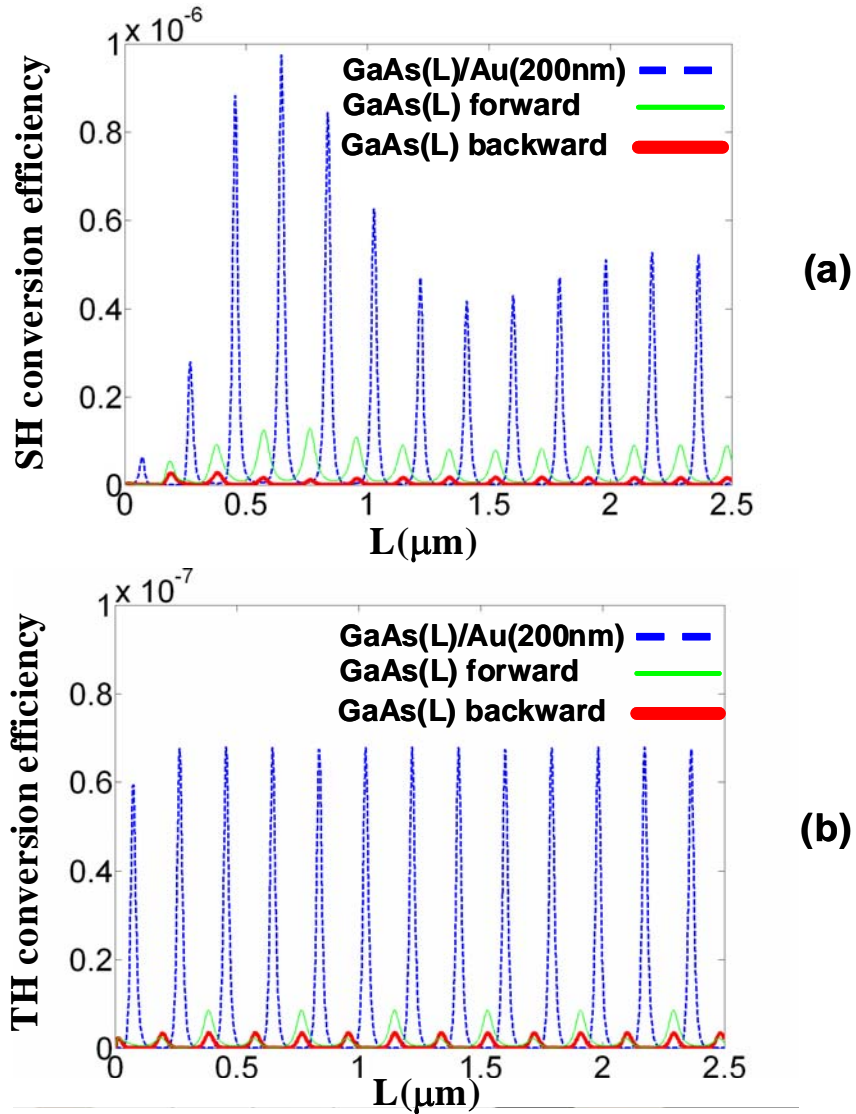 1 x 10-6
GaAs(L)/Au(200nm)
GaAs(L) forward
GaAs(L) backward
0.8
0.6
0.4
0.2
0
SH conversion efficiency
0 0.5 1 1.5 2 2.5
L(μm)
(a)
1 x 10-7
GaAs(L)/Au(200nm)
GaAs(L) forward
GaAs(L) backward
0.8
0.6
0.4
0.2
0
TH conversion efficiency
0 0.5 1 1.5 2 2.5
L(μm)
(b)